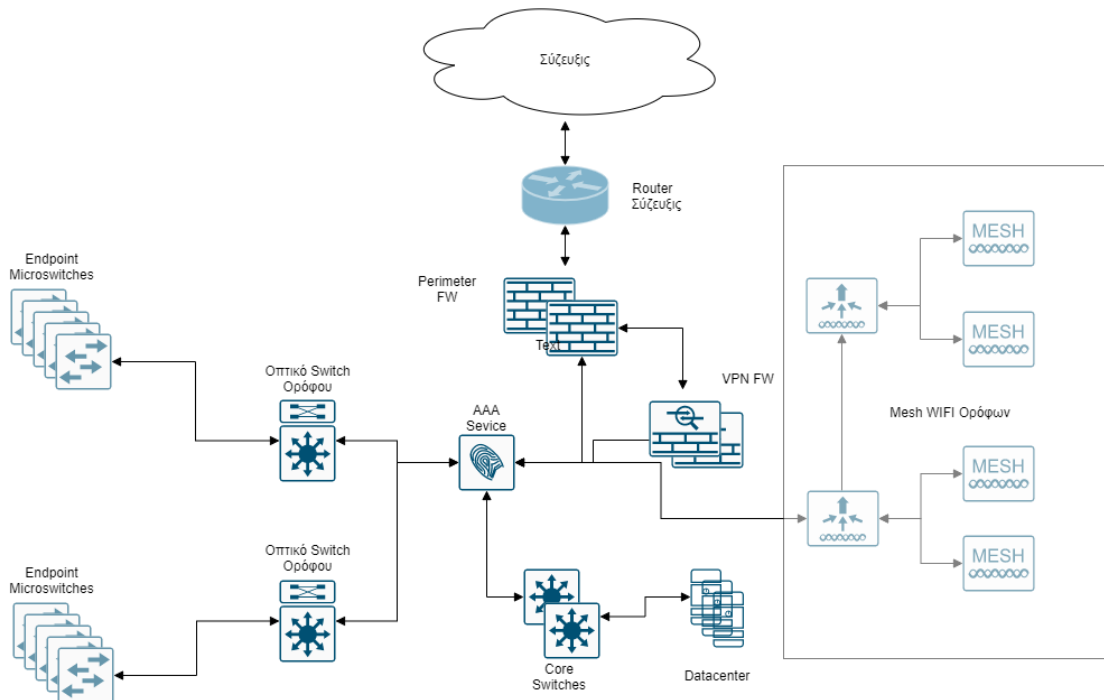 Σύζευξις
Router
Σύζευξις
Endpoint
Microswitches
Perimeter
FW
Text
MESH
MESH
Οπτικό Switch
Ορόφου
AAA
Sevice
VPN FW
Mesh WIFI Ορόφων
MESH
MESH
Endpoint
Microswitches
Οπτικό Switch
Ορόφου
Core
Switches
Datacenter